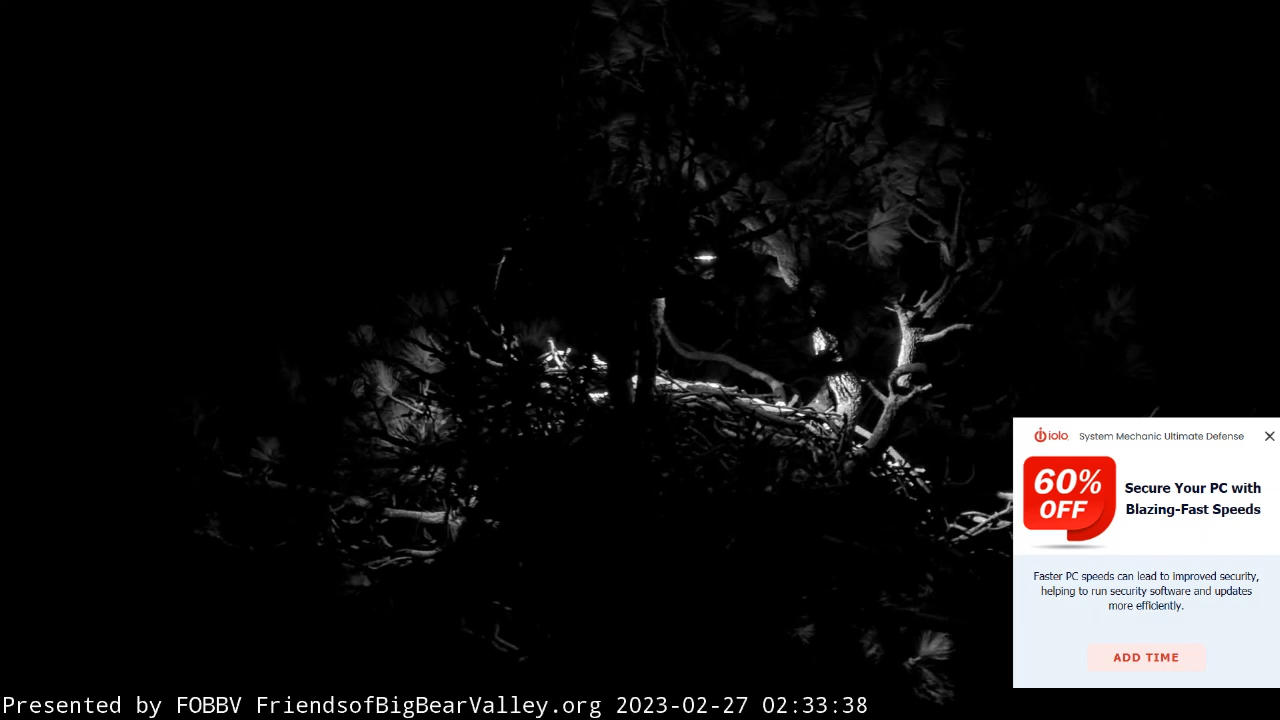 iolo System Mechanic Ultimate Defense
60%
OFF
Secure Your PC with
Blazing-Fast Speeds
Faster PC speeds can lead to improved security,
helping to run security software and updates
more efficiently.
ADD TIME
Presented by FOBBV FriendsofBigBearValley.org 2023-02-27 02:33:38